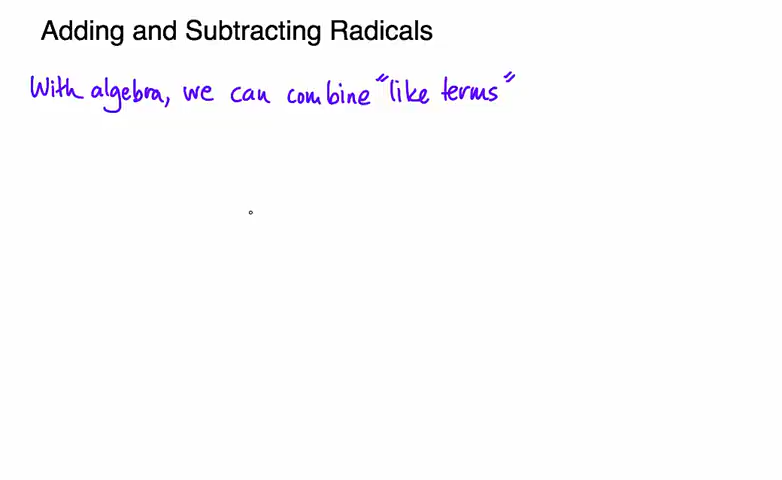 Adding and Subtracting Radicals
With algebra, we can combine "like terms"